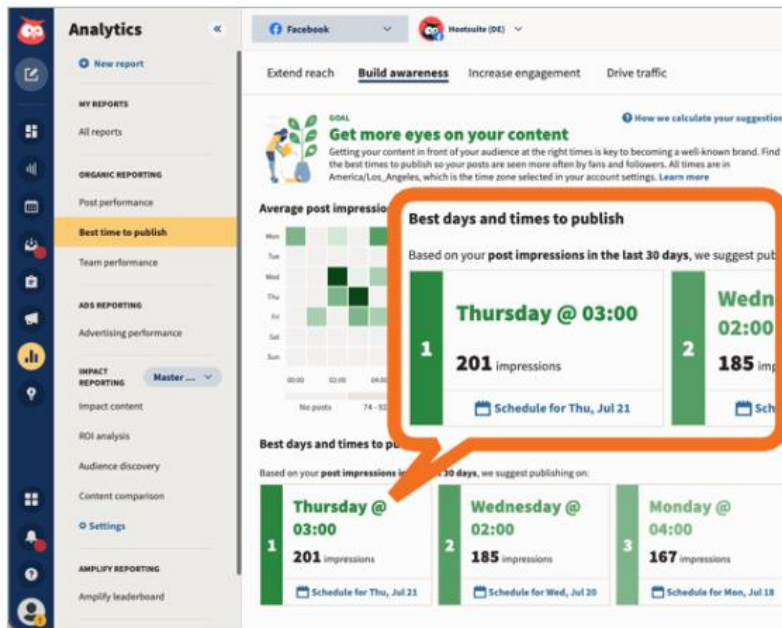 Analytics
«
New report
MY REPORTS
All reports
ORGANIC REPORTING
Post performance
Best time to publish
Team performance
ADS REPORTING
Advertising performance
IMPACT
REPORTING
Master ...
Impact content
ROI analysis
Audience discovery
Content comparison
Settings
AMPLIFY REPORTING
Amplify leaderboard
Facebook
Hootsuite (DE)
Extend reach
Build awareness
Increase engagement
Drive traffic
GOAL
How we calculate your suggestion
Get more eyes on your content
Getting your content in front of your audience at the right times is key to becoming a well-known brand. Find
the best times to publish so your posts are seen more often by fans and followers. All times are in
America/Los_Angeles, which is the time zone selected in your account settings. Learn more
Average post impressio
Mon
Tue
Wed
Thu
Fri
Sat
Sun
00:00
02:00
No posts
Best days and times to publish
Based on your post impressions in the last 30 days, we suggest pub
1
Thursday @ 03:00
201 impressions
Schedule for Thu, Jul 21
2
Wedn
02:00
185 imp
Sch
Best days and times to pu
Based on your post impressions in 30 days, we suggest publishing on:
1
Thursday @
03:00
201 impressions
Schedule for Thu, Jul 21
2
Wednesday @
02:00
185 impressions
Schedule for Wed, Jul 20
3
Monday @
04:00
167 impressions
Schedule for Mon, Jul 18